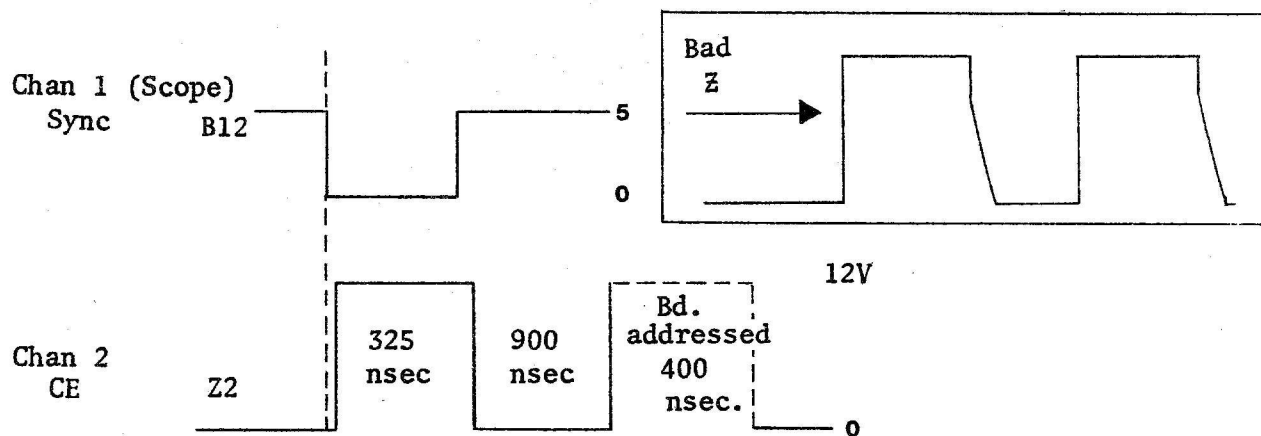 Chan 1 (Scope)
Sync B12
5
0
Bad
Z
12V
Chan 2
CE Z2
325
nsec
900
nsec
Bd.
addressed
400
nsec.
0